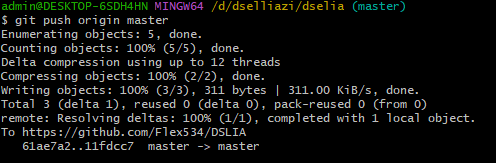 admin@DESKTOP-6SDH4HN MINGW64 /d/dselliazi/dselia (master)
$ git push origin master
Enumerating objects: 5, done.
Counting objects: 100% (5/5), done.
Delta compression using up to 12 threads
Compressing objects: 100% (2/2), done.
Writing objects: 100% (3/3), 311 bytes | 311.00 KiB/s, done.
Total 3 (delta 1), reused 0 (delta 0), pack-reused 0 (from 0)
remote: Resolving deltas: 100% (1/1), completed with 1 local object.
To https://github.com/Flex534/DSLIA
   61ae7a2..11fdcc7  master -> master